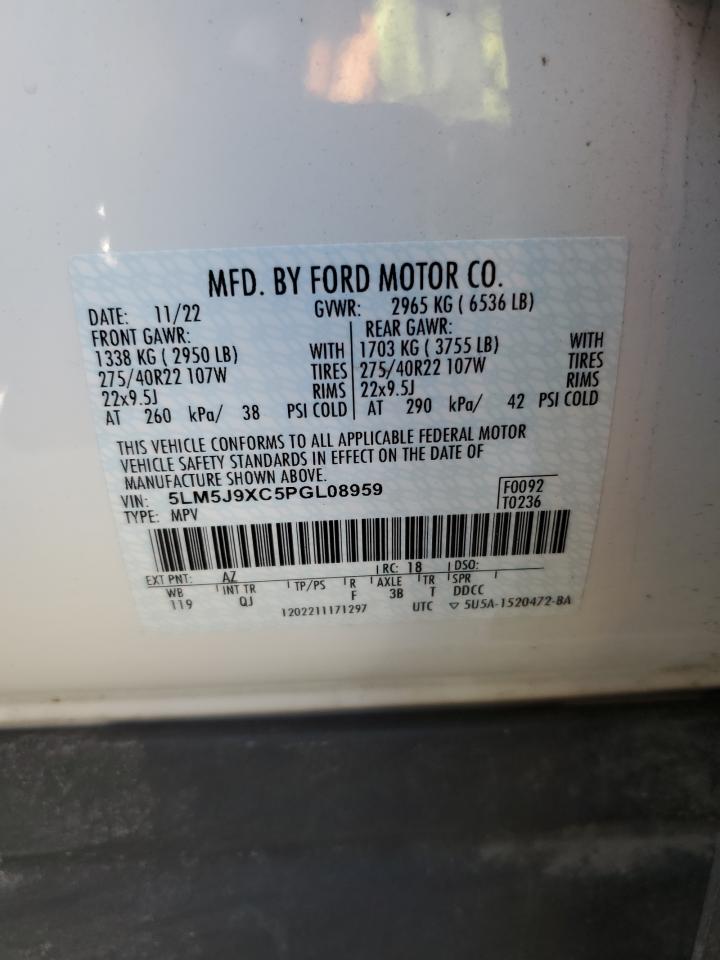 MFD. BY FORD MOTOR CO.
DATE: 11/22 GVWR: 2965 KG ( 6536 LB)
FRONT GAWR: REAR GAWR:
1338 KG ( 2950 LB) WITH 1703 KG ( 3755 LB) WITH
275/40R22 107W TIRES 275/40R22 107W TIRES
22x9.5J RIMS 22x9.5J RIMS
AT 260 kPa/ 38 PSI COLD AT 290 kPa/ 42 PSI COLD
THIS VEHICLE CONFORMS TO ALL APPLICABLE FEDERAL MOTOR
VEHICLE SAFETY STANDARDS IN EFFECT ON THE DATE OF
MANUFACTURE SHOWN ABOVE.
VIN: 5LM5J9XC5PGL08959 F0092
TYPE: MPV T0236
EXT PNT: AZ RC: 18 DSO:
WB INT TR TP/PS R AXLE TR SPR
119 QJ F 3B T DDCC
1202211171297 UTC ▽ 5U5A-1520472-BA